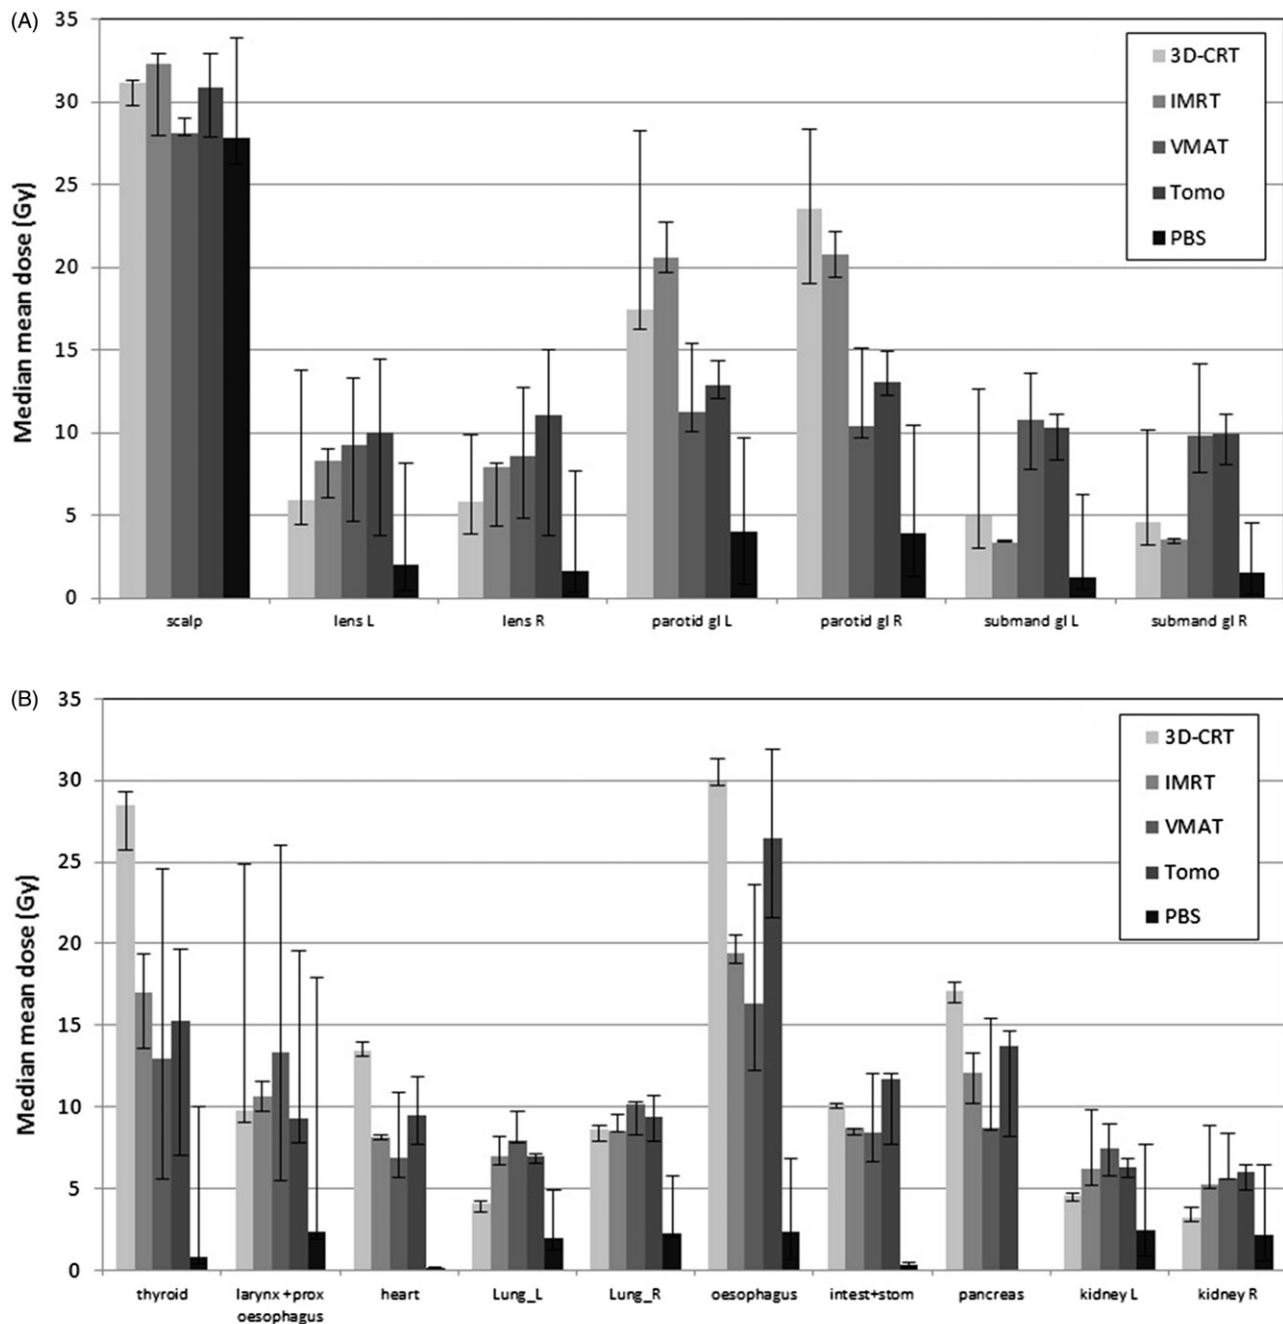 (A)
Median mean dose (Gy)
35
30
25
20
15
10
5
0
3D-CRT
IMRT
VMAT
Tomo
PBS
scalp lens L lens R parotid gl L parotid gl R submand gl L submand gl R
(B)
Median mean dose (Gy)
35
30
25
20
15
10
5
0
3D-CRT
IMRT
VMAT
Tomo
PBS
thyroid larynx +prox heart Lung_L Lung_R oesophagus intest+stom pancreas kidney L kidney R
oesophagus